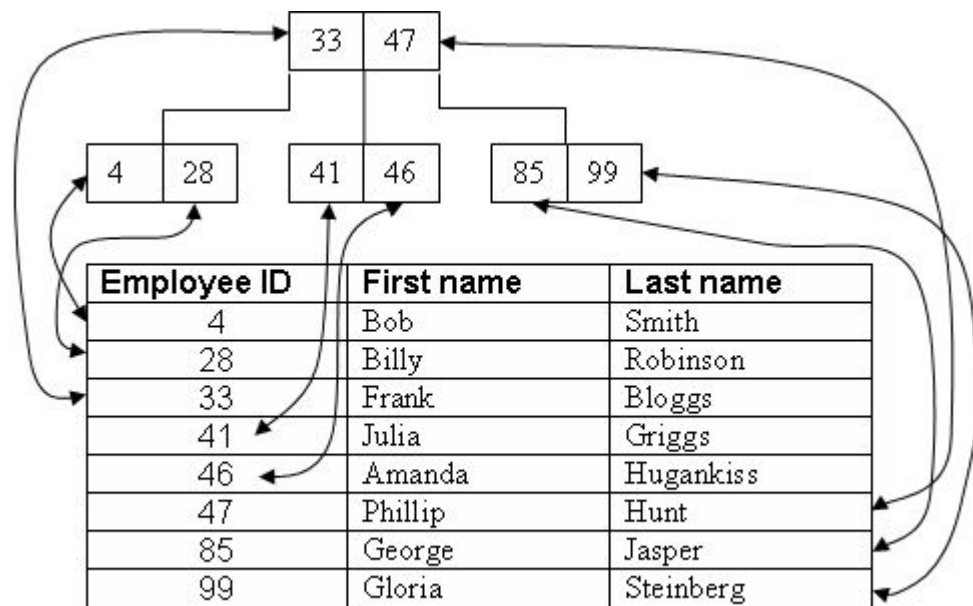 33 47
4 28 41 46 85 99
Employee ID First name Last name
4 Bob Smith
28 Billy Robinson
33 Frank Bloggs
41 Julia Griggs
46 Amanda Hugankiss
47 Phillip Hunt
85 George Jasper
99 Gloria Steinberg